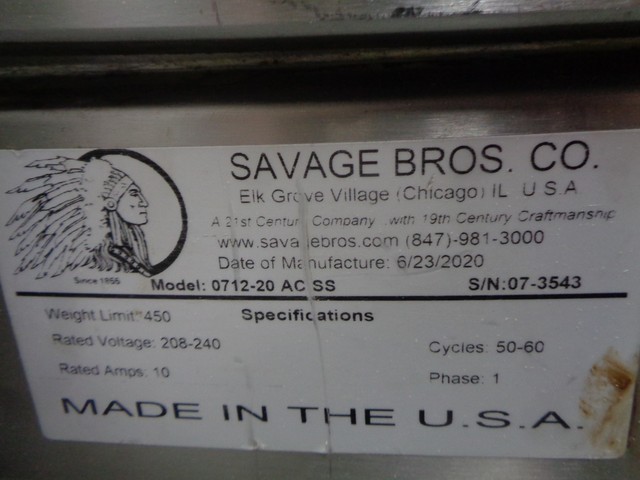 SAVAGE BROS. CO.
Elk Grove Village (Chicago) IL U S A
A 21st Century Company with 19th Century Craftmanship
www.savagebros.com (847)-981-3000
Date of Manufacture: 6/23/2020
Since 1855
Model: 0712-20 AC SS S/N:07-3543
Specifications
Weight Limit 450
Rated Voltage: 208-240
Cycles: 50-60
Rated Amps: 10
Phase: 1
MADE IN THE U.S.A.